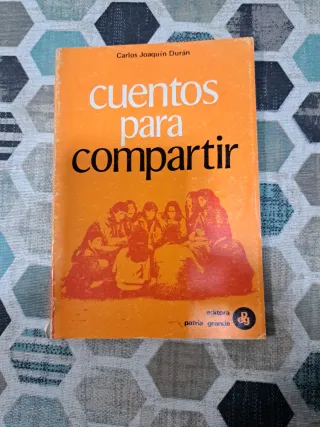 Carlos Joaquín Durán
cuentos
para
compartir
editora
patria grande